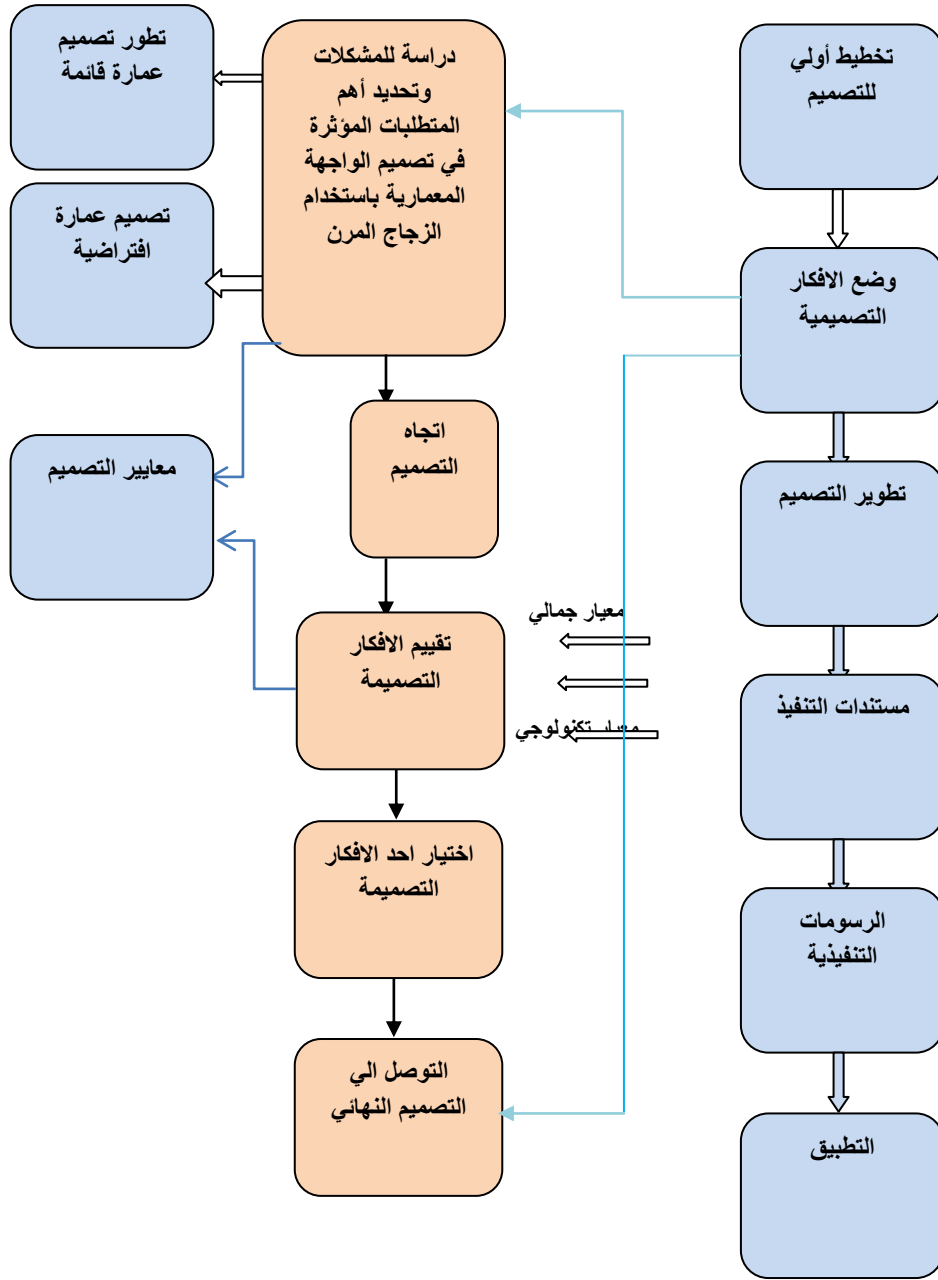 تخطيط أولي
للتصميم
وضع الافكار
التصميمية
تطوير التصميم
مستندات التنفيذ
الرسومات
التنفيذية
التطبيق
دراسة للمشكلات
وتحديد أهم
المتطلبات المؤثرة
في تصميم الواجهة
المعمارية باستخدام
الزجاج المرن
اتجاه
التصميم
تقييم الافكار
التصميمة
اختيار احد الافكار
التصميمة
التوصل الي
التصميم النهائي
معيار جمالي
معيار تكنولوجي
تطور تصميم
عمارة قائمة
تصميم عمارة
افتراضية
معايير التصميم